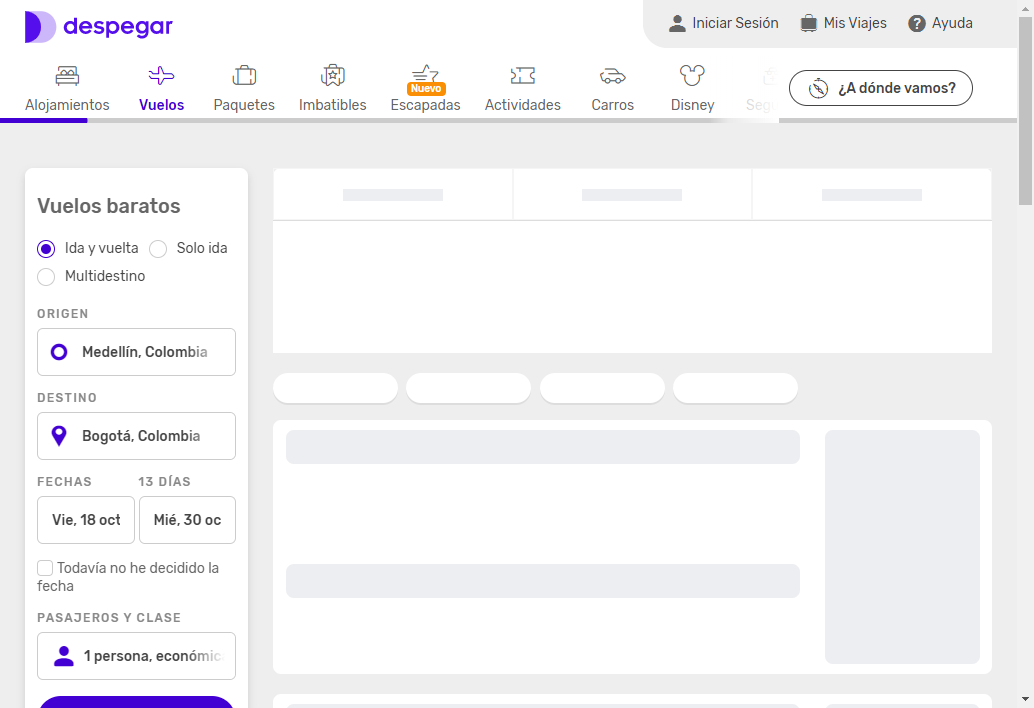 despegar
Iniciar Sesión
Mis Viajes
Ayuda
Alojamientos
Vuelos
Paquetes
Imbatibles
Nuevo
Escapadas
Actividades
Carros
Disney
¿A dónde vamos?
Vuelos baratos
Ida y vuelta
Solo ida
Multidestino
ORIGEN
Medellín, Colombia
DESTINO
Bogotá, Colombia
FECHAS
13 DÍAS
Vie, 18 oct
Mié, 30 oc
Todavía no he decidido la
fecha
PASAJEROS Y CLASE
1 persona, económic